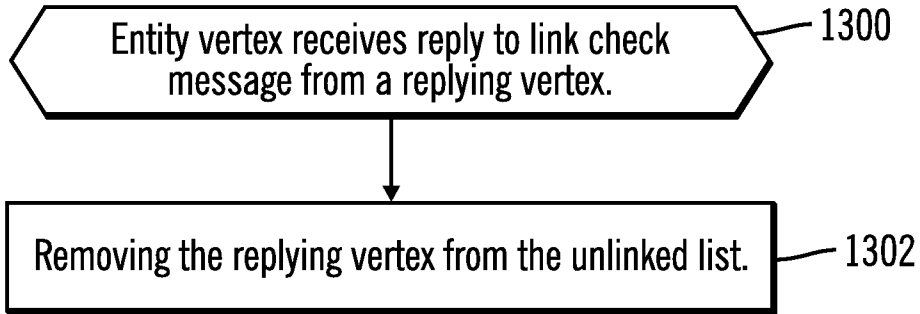 Entity vertex receives reply to link check
message from a replying vertex.
1300
Removing the replying vertex from the unlinked list.
1302